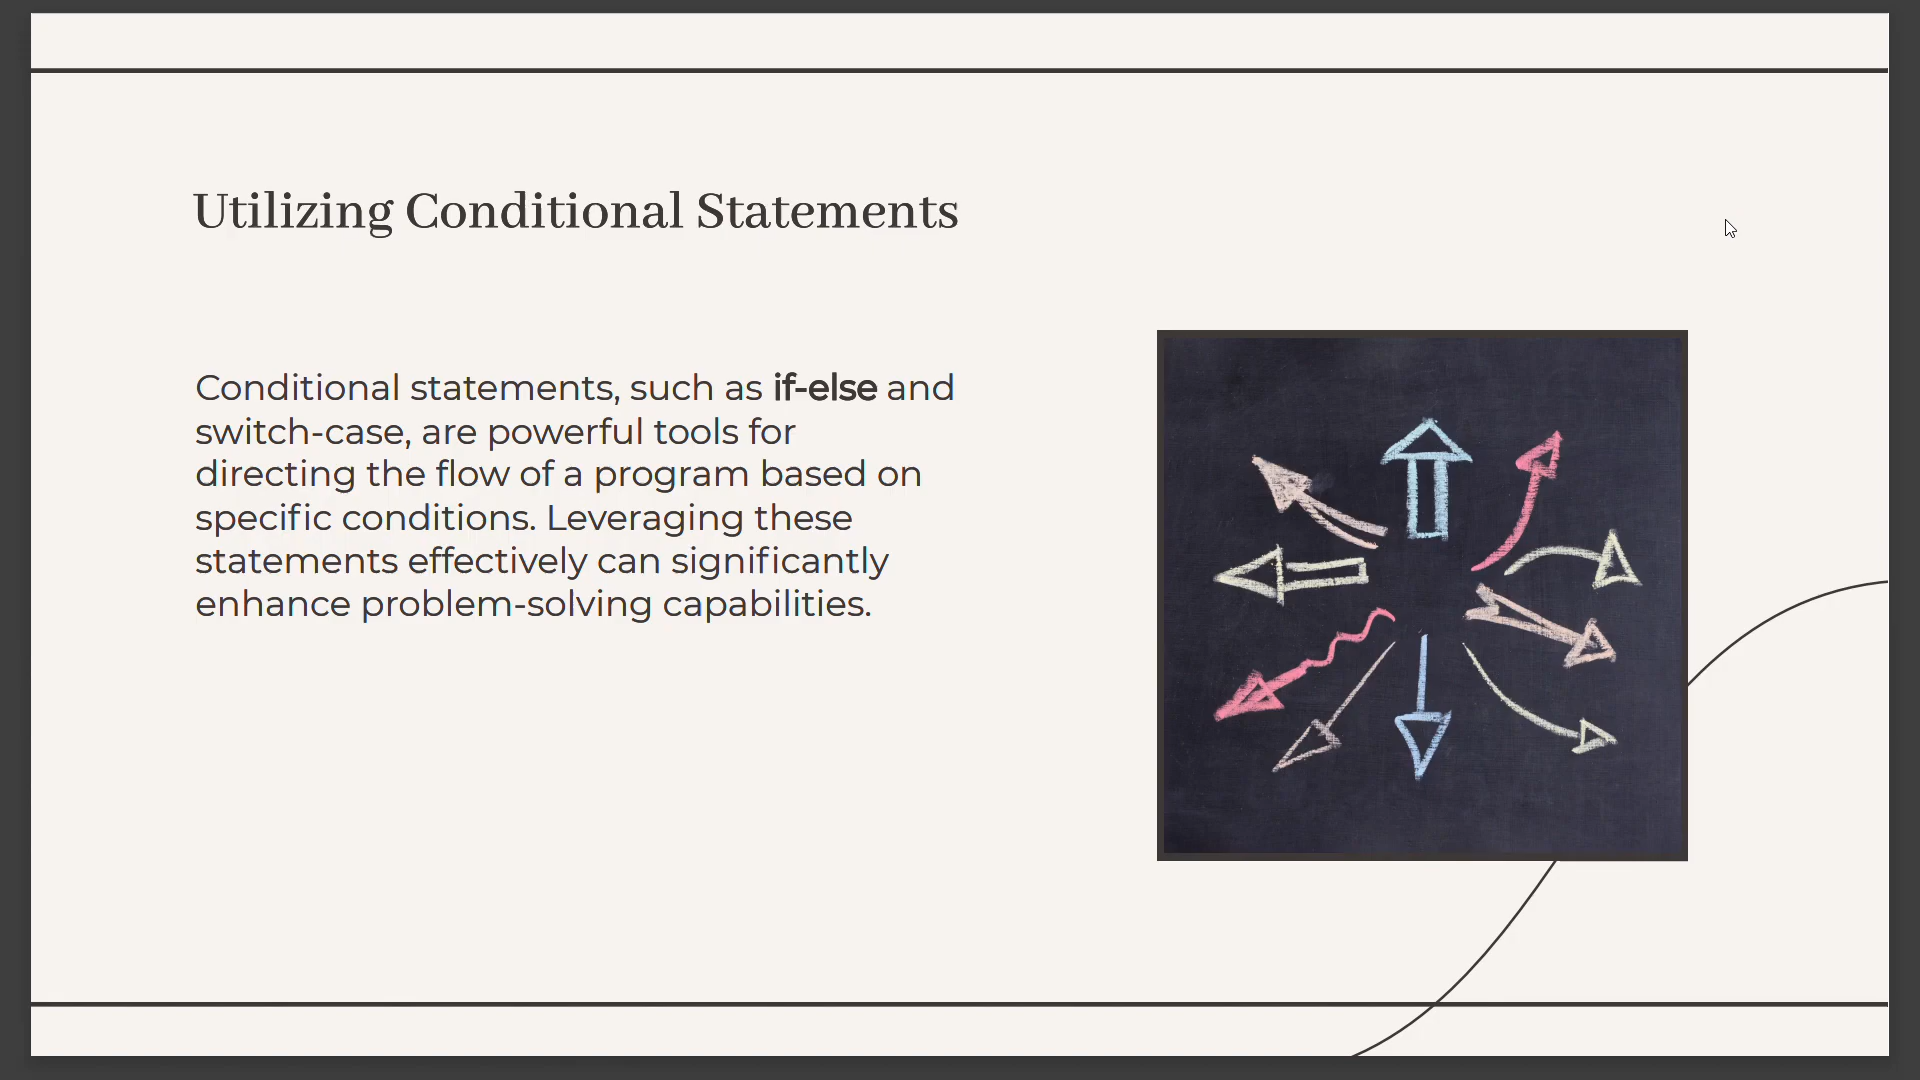 Utilizing Conditional Statements
Conditional statements, such as if-else and
switch-case, are powerful tools for
directing the flow of a program based on
specific conditions. Leveraging these
statements effectively can significantly
enhance problem-solving capabilities.